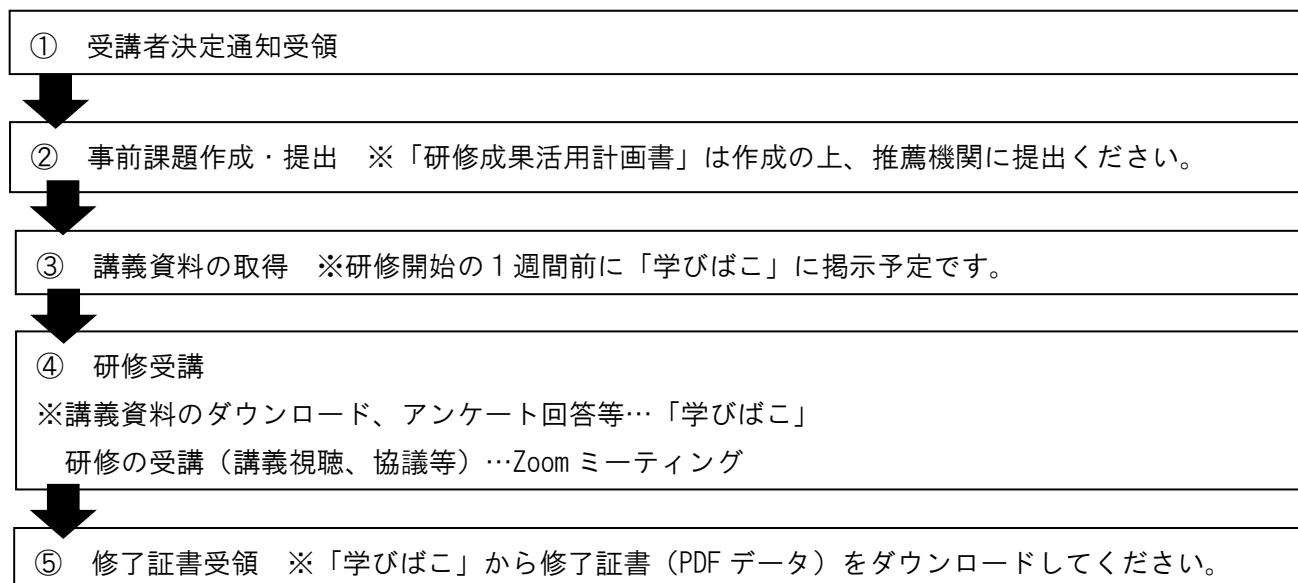 ① 受講者決定通知受領
② 事前課題作成・提出 ※「研修成果活用計画書」は作成の上、推薦機関に提出ください。
③ 講義資料の取得 ※研修開始の1週間前に「学びばこ」に掲示予定です。
④ 研修受講
※講義資料のダウンロード、アンケート回答等…「学びばこ」
研修の受講（講義視聴、協議等）…Zoom ミーティング
⑤ 修了証書受領 ※「学びばこ」から修了証書（PDF データ）をダウンロードしてください。